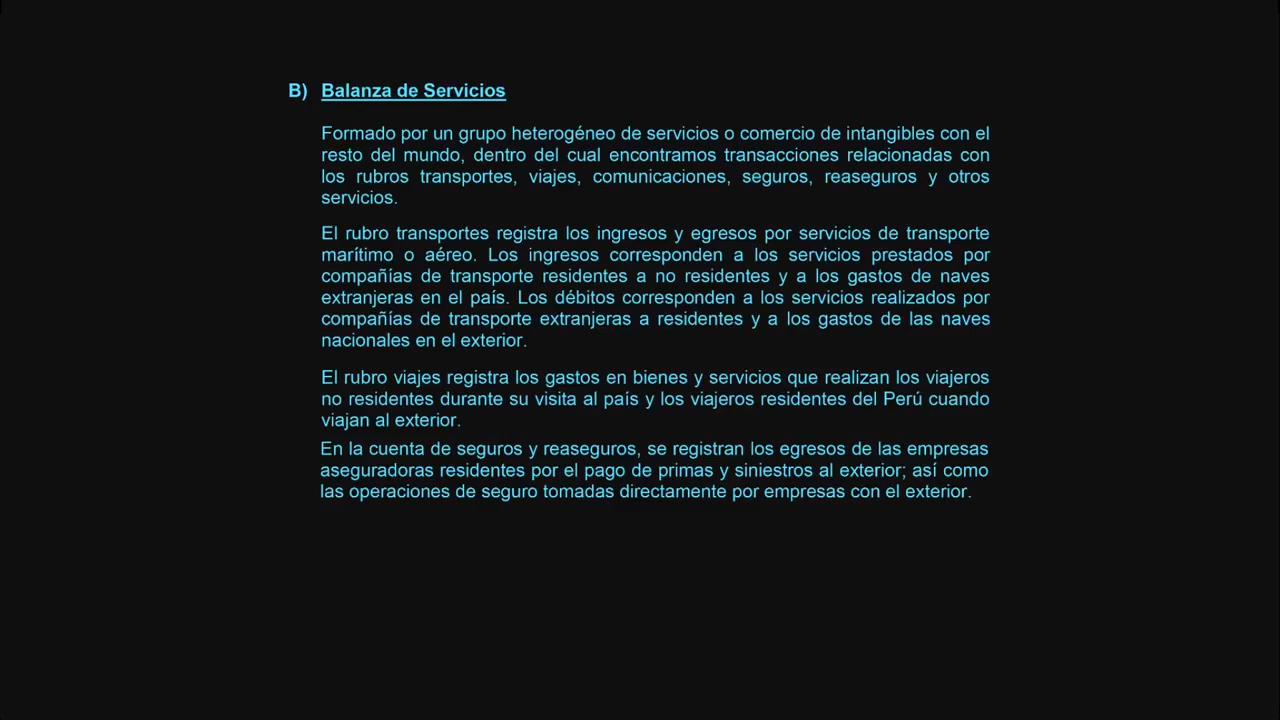 B) Balanza de Servicios
Formado por un grupo heterogéneo de servicios o comercio de intangibles con el
resto del mundo, dentro del cual encontramos transacciones relacionadas con
los rubros transportes, viajes, comunicaciones, seguros, reaseguros y otros
servicios.
El rubro transportes registra los ingresos y egresos por servicios de transporte
marítimo o aéreo. Los ingresos corresponden a los servicios prestados por
compañías de transporte residentes a no residentes y a los gastos de naves
extranjeras en el país. Los débitos corresponden a los servicios realizados por
compañías de transporte extranjeras a residentes y a los gastos de las naves
nacionales en el exterior.
El rubro viajes registra los gastos en bienes y servicios que realizan los viajeros
no residentes durante su visita al país y los viajeros residentes del Perú cuando
viajan al exterior.
En la cuenta de seguros y reaseguros, se registran los egresos de las empresas
aseguradoras residentes por el pago de primas y siniestros al exterior; así como
las operaciones de seguro tomadas directamente por empresas con el exterior.